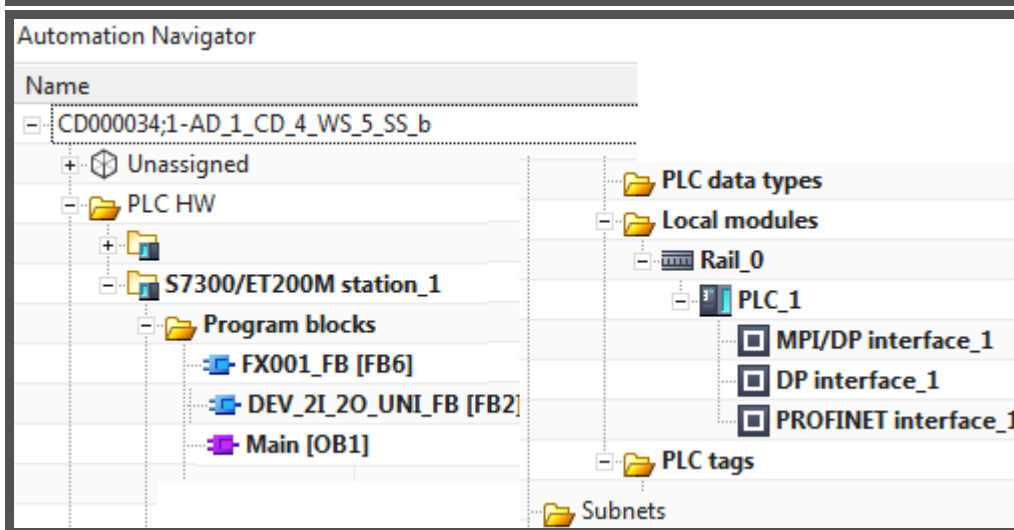 Automation Navigator
Name
CD000034;1-AD_1_CD_4_WS_5_SS_b
Unassigned
PLC HW
S7300/ET200M station_1
Program blocks
FX001_FB [FB6]
DEV_2I_2O_UNI_FB [FB2]
Main [OB1]
PLC data types
Local modules
Rail_0
PLC_1
MPI/DP interface_1
DP interface_1
PROFINET interface_1
PLC tags
Subnets